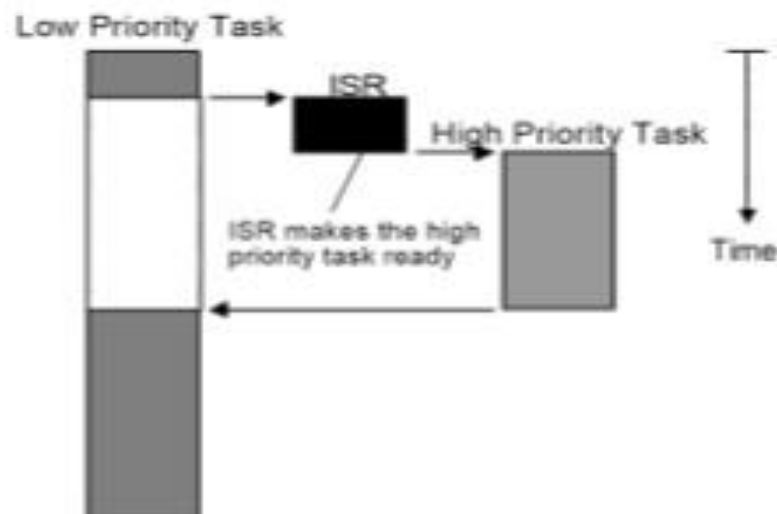 Low Priority Task
ISR
High Priority Task
ISR makes the high
priority task ready
Time